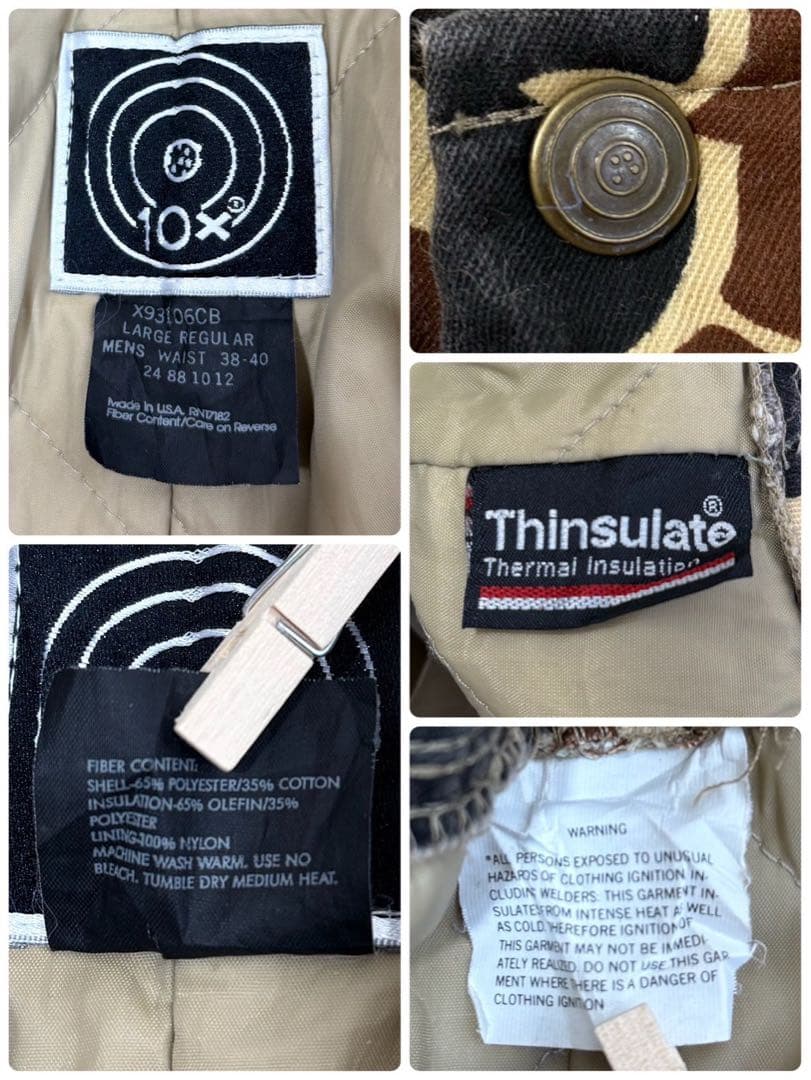 10X®
X93106CB
LARGE REGULAR
MENS WAIST 38-40
24 88 10 12
Made in U.S.A. RN17182
Fiber Content/Care on Reverse
Thinsulate®
Thermal Insulation
FIBER CONTENT:
SHELL-65% POLYESTER/35% COTTON
INSULATION-65% OLEFIN/35%
POLYESTER
LINING-100% NYLON
MACHINE WASH WARM. USE NO
BLEACH. TUMBLE DRY MEDIUM HEAT.
WARNING
*ALL PERSONS EXPOSED TO UNUSUAL
HAZARDS OF CLOTHING IGNITION IN-
CLUDING WELDERS: THIS GARMENT IN-
SULATES FROM INTENSE HEAT AS WELL
AS COLD. THEREFORE IGNITION OF
THIS GARMENT MAY NOT BE IMMEDI-
ATELY REALIZED. DO NOT USE THIS GAR-
MENT WHERE THERE IS A DANGER OF
CLOTHING IGNITION